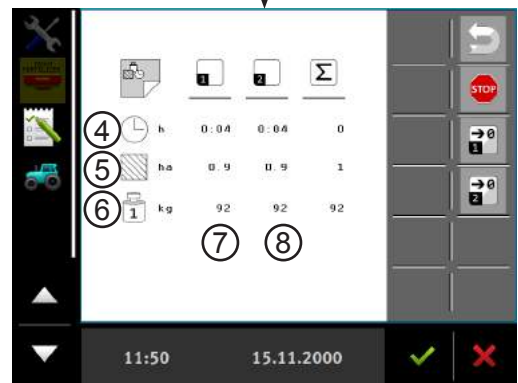 1 2 Σ
STOP
④ h 0:04 0:04 0
→0
1
⑤ ha 0.9 0.9 1
→0
2
⑥ 1 kg 92 92 92
⑦ ⑧
11:50 15.11.2000